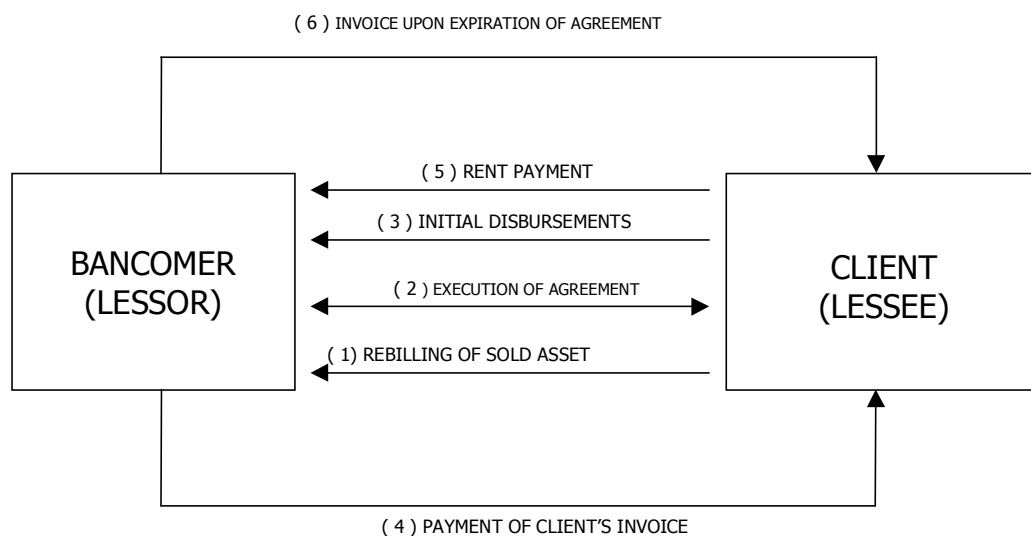 ( 6 ) INVOICE UPON EXPIRATION OF AGREEMENT
( 5 ) RENT PAYMENT
( 3 ) INITIAL DISBURSEMENTS
BANCOMER
(LESSOR)
( 2 ) EXECUTION OF AGREEMENT
CLIENT
(LESSEE)
( 1) REBILLING OF SOLD ASSET
( 4 ) PAYMENT OF CLIENT'S INVOICE